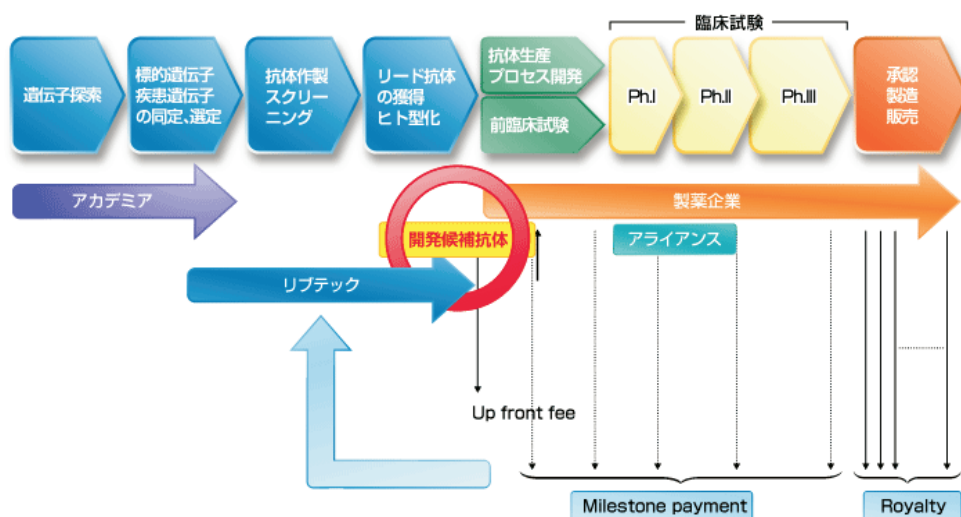 臨床試験
遺伝子探索
標的遺伝子
疾患遺伝子
の同定、選定
抗体作製
スクリー
ニング
リード抗体
の獲得
ヒト型化
抗体生産
プロセス開発
前臨床試験
Ph.I
Ph.II
Ph.III
承認
製造
販売
アカデミア
製薬企業
開発候補抗体
アライアンス
リブテック
Up front fee
Milestone payment
Royalty